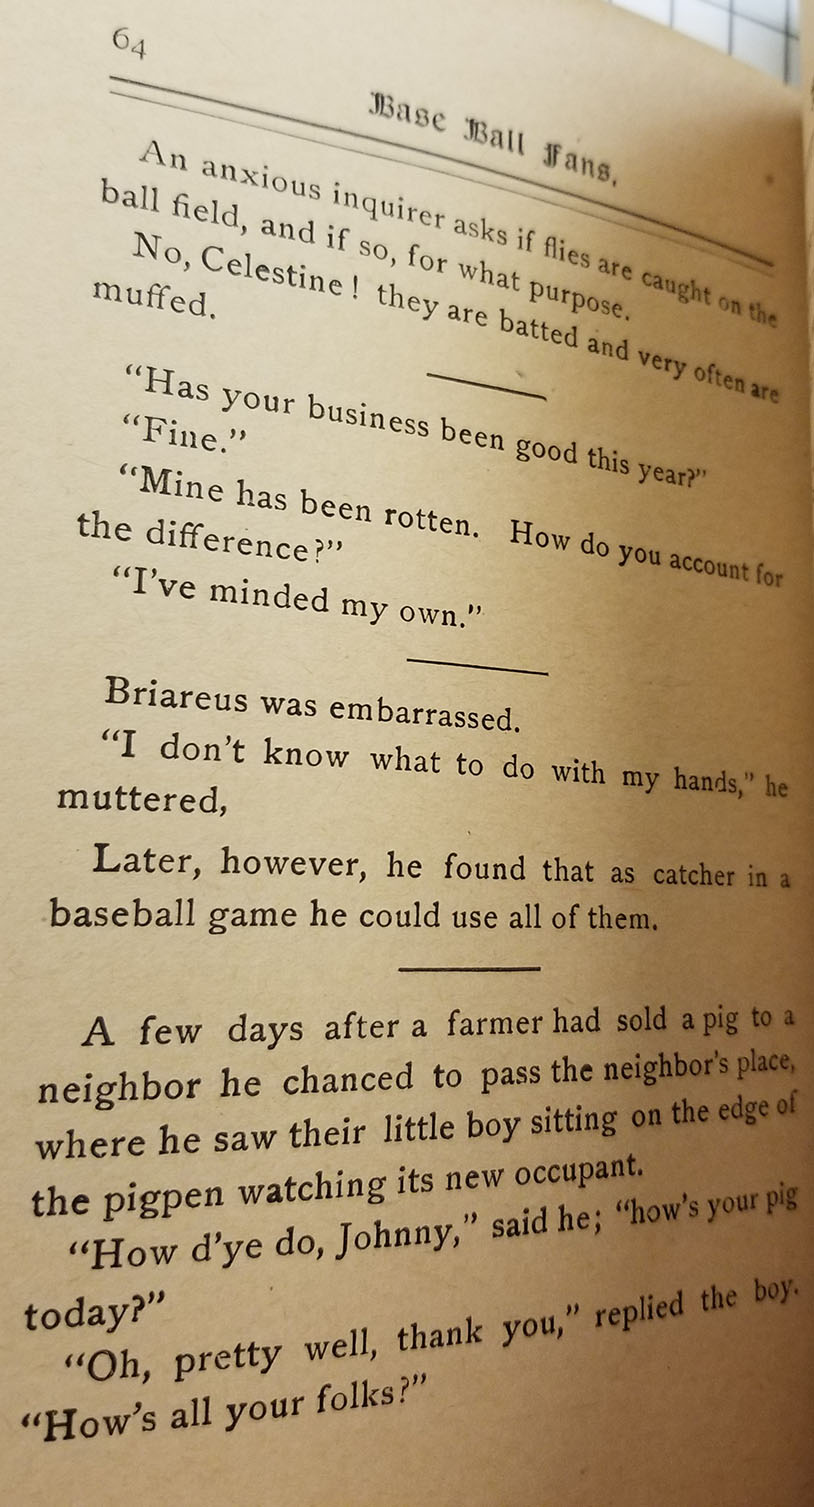 64
Base Ball Fans.
An anxious inquirer asks if flies are caught on the
ball field, and if so, for what purpose.
No, Celestine! they are batted and very often are
muffed.
“Has your business been good this year?”
“Fine.”
“Mine has been rotten. How do you account for
the difference?”
“I’ve minded my own.”
Briareus was embarrassed.
“I don’t know what to do with my hands,” he
muttered,
Later, however, he found that as catcher in a
baseball game he could use all of them.
A few days after a farmer had sold a pig to a
neighbor he chanced to pass the neighbor’s place,
where he saw their little boy sitting on the edge of
the pigpen watching its new occupant.
“How d’ye do, Johnny,” said he; “how’s your pig
today?”
“Oh, pretty well, thank you,” replied the boy.
“How’s all your folks?”